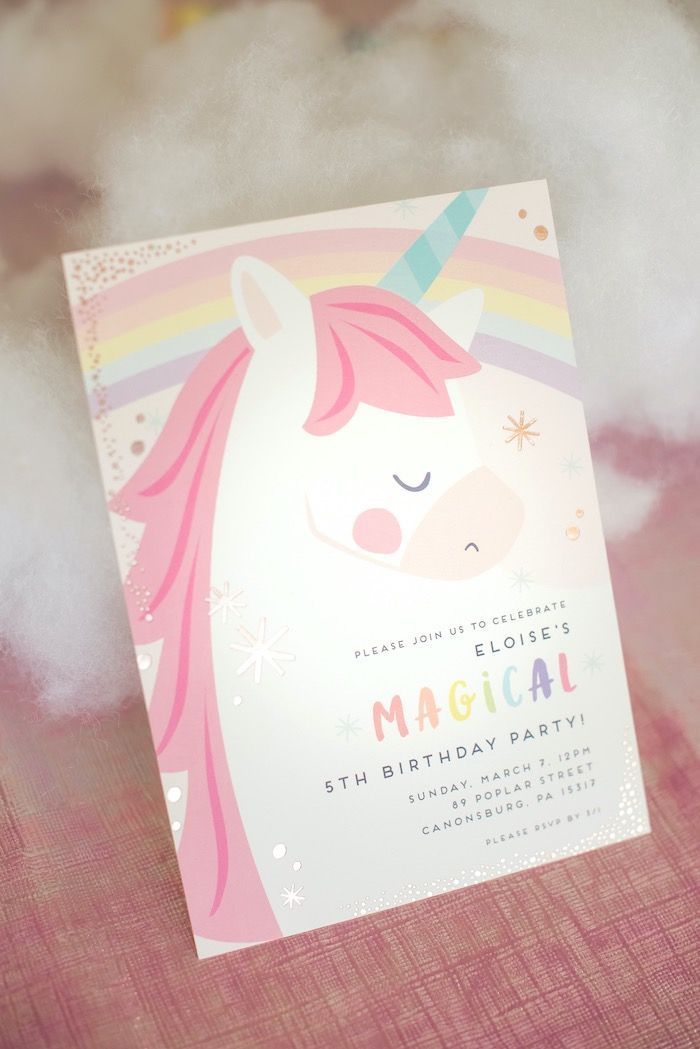 PLEASE JOIN US TO CELEBRATE
ELOISE'S
MAGiCAL
5TH BIRTHDAY PARTY!
SUNDAY, MARCH 7, 12PM
89 POPLAR STREET
CANONSBURG, PA 15317
PLEASE RSVP BY 3/1